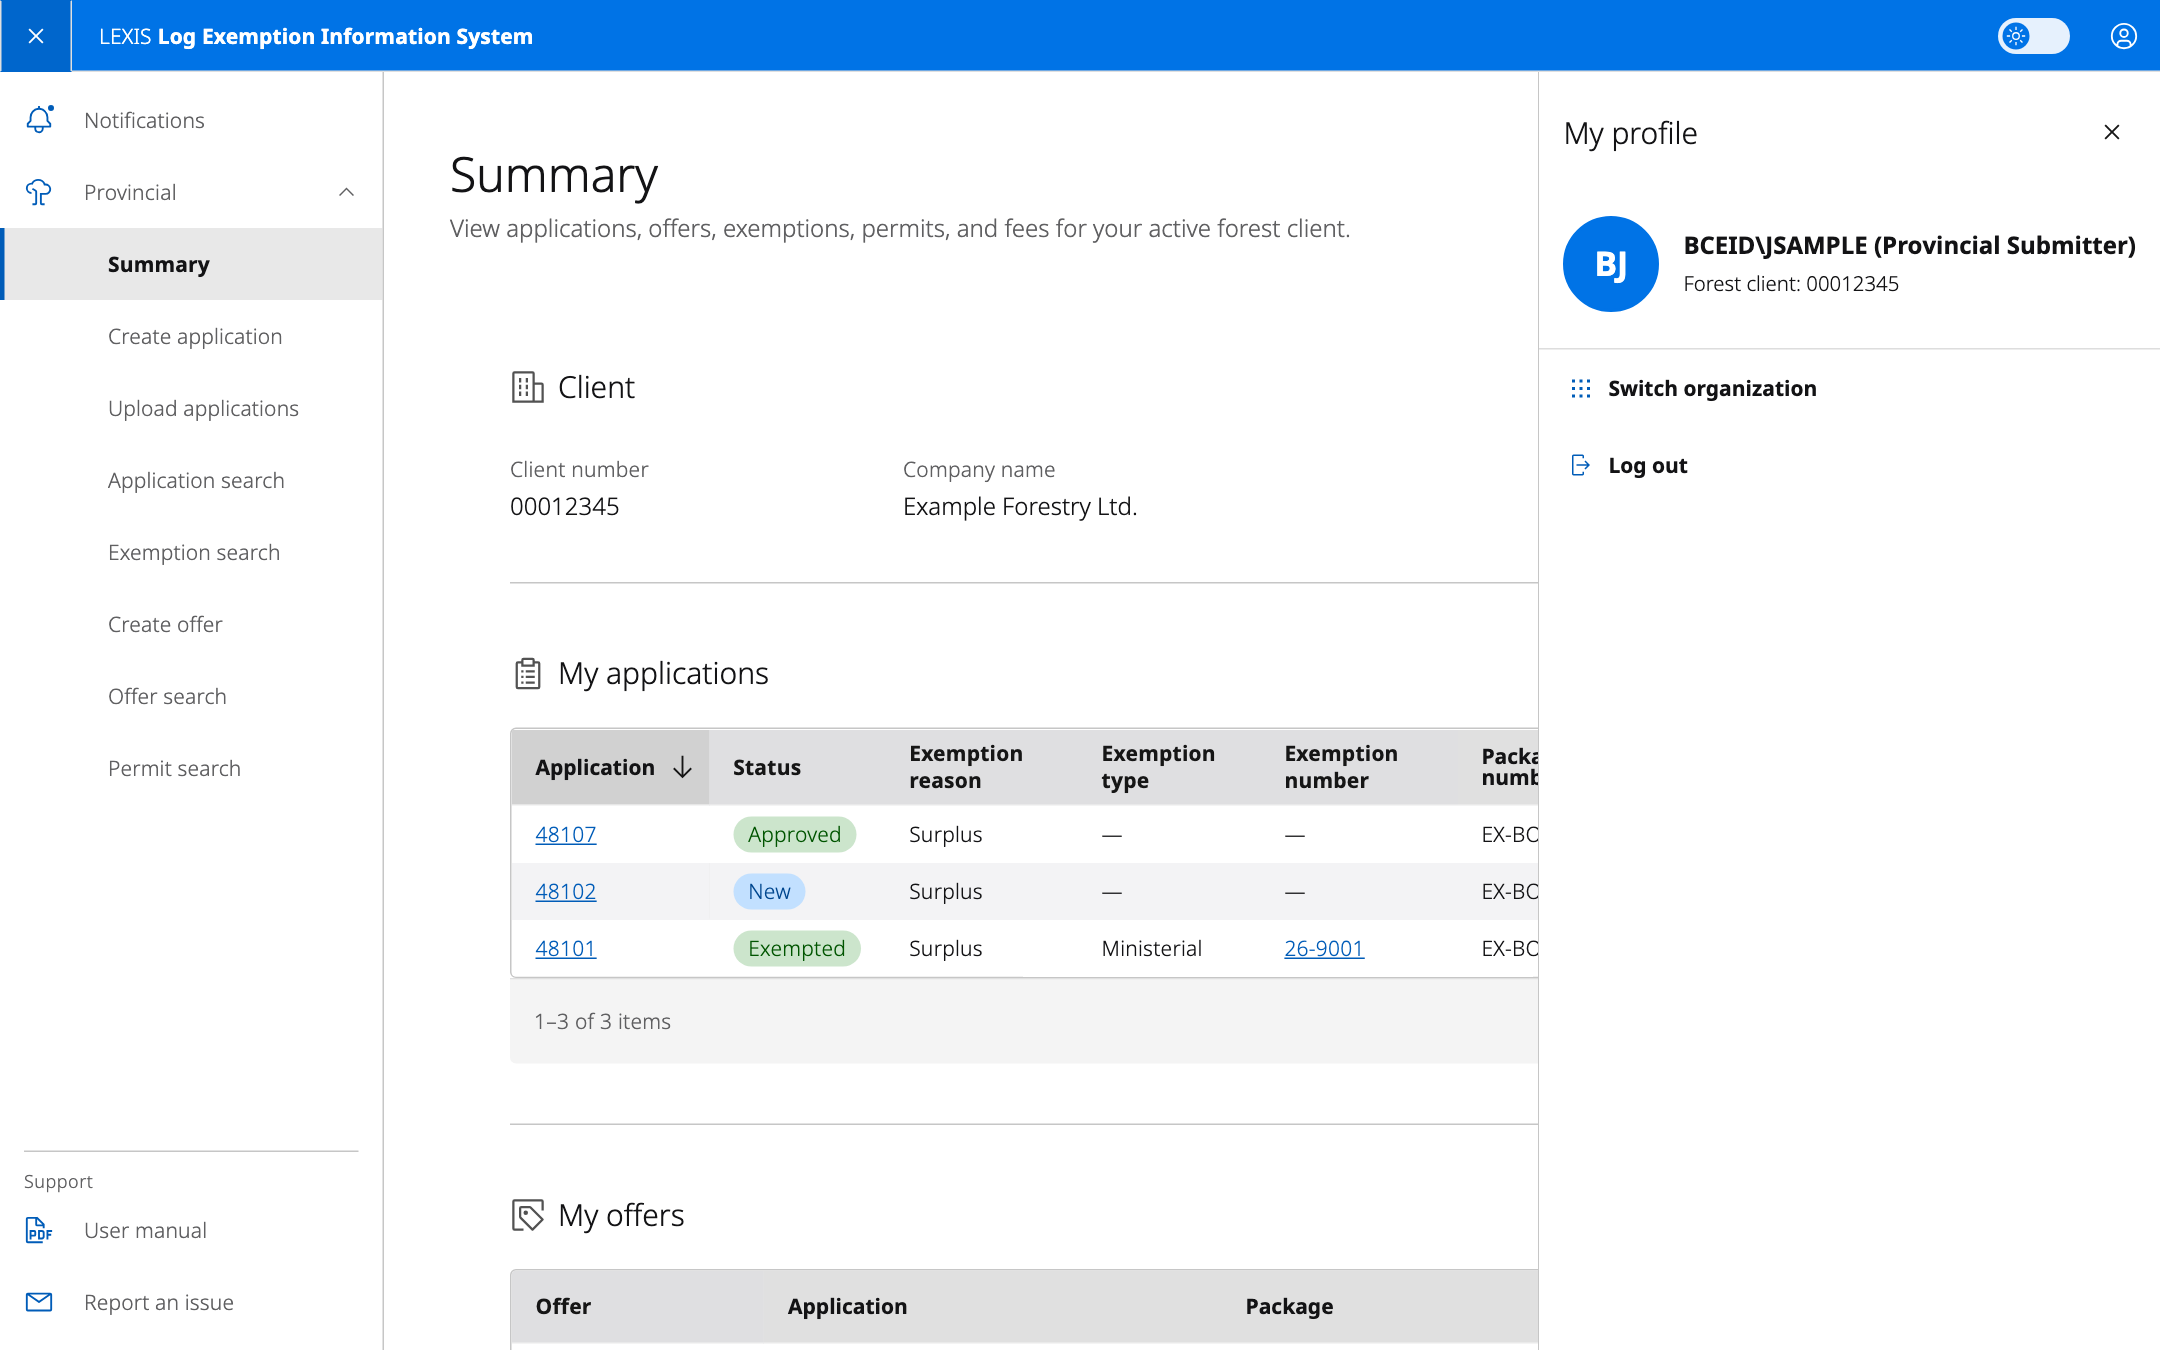 LEXIS Log Exemption Information System
Notifications
Provincial
Summary
Create application
Upload applications
Application search
Exemption search
Create offer
Offer search
Permit search
Support
PDF
User manual
Report an issue
Summary
View applications, offers, exemptions, permits, and fees for your active forest client.
Client
Client number
00012345
Company name
Example Forestry Ltd.
My applications
Application Status Exemption reason Exemption type Exemption number
48107 Approved Surplus — —
48102 New Surplus — —
48101 Exempted Surplus Ministerial 26-9001
1–3 of 3 items
My offers
Offer Application Package
My profile
BJ
BCEID\JSAMPLE (Provincial Submitter)
Forest client: 00012345
Switch organization
Log out